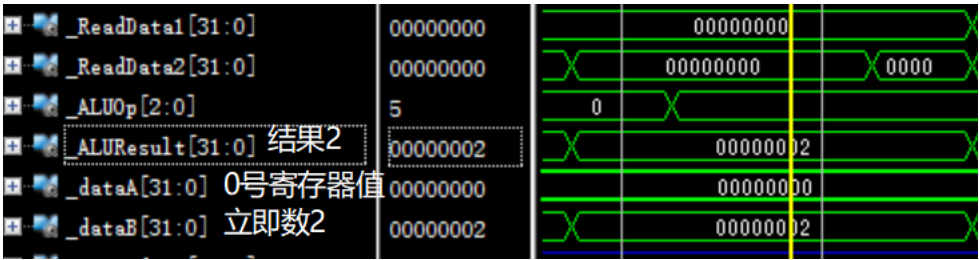 _ReadData1[31:0] 00000000 00000000
_ReadData2[31:0] 00000000 00000000 0000
_ALUOp[2:0] 5 0
_ALUResult[31:0] 结果2 00000002 00000002
_dataA[31:0] 0号寄存器值 00000000 00000000
_dataB[31:0] 立即数2 00000002 00000002